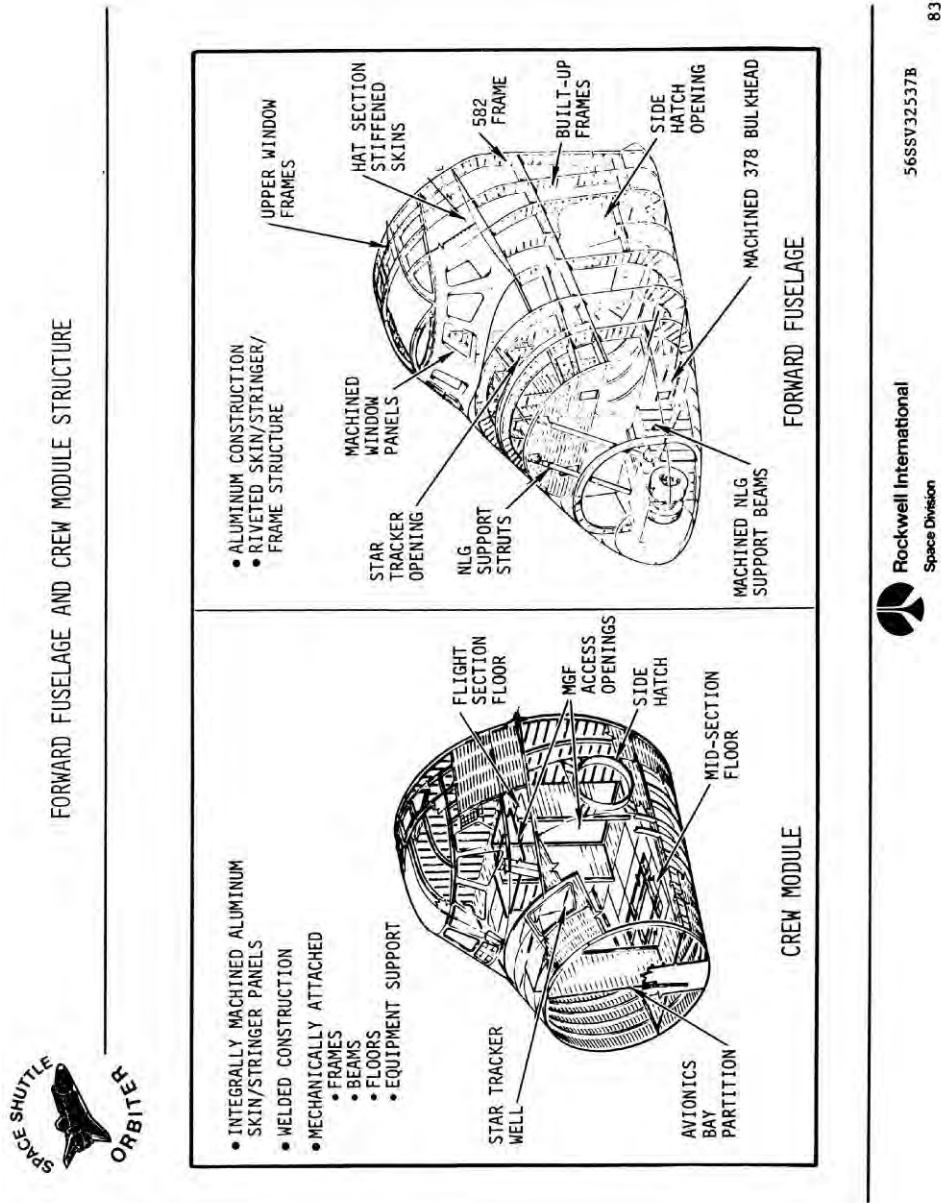 SPACE SHUTTLE
ORBITER
FORWARD FUSELAGE AND CREW MODULE STRUCTURE
• INTEGRALLY MACHINED ALUMINUM
SKIN/STRINGER PANELS
• WELDED CONSTRUCTION
• MECHANICALLY ATTACHED
• FRAMES
• BEAMS
• FLOORS
• EQUIPMENT SUPPORT
FLIGHT
SECTION
FLOOR
MGF
ACCESS
OPENINGS
SIDE
HATCH
MID-SECTION
FLOOR
STAR TRACKER
WELL
AVIONICS
BAY
PARTITION
CREW MODULE
• ALUMINUM CONSTRUCTION
• RIVETED SKIN/STRINGER/
FRAME STRUCTURE
UPPER WINDOW
FRAMES
HAT SECTION
STIFFENED
SKINS
582
FRAME
BUILT-UP
FRAMES
SIDE
HATCH
OPENING
MACHINED 378 BULKHEAD
MACHINED
WINDOW
PANELS
STAR
TRACKER
OPENING
NLG
SUPPORT
STRUTS
MACHINED NLG
SUPPORT BEAMS
FORWARD FUSELAGE
Rockwell International
Space Division
56SSV32537B
83